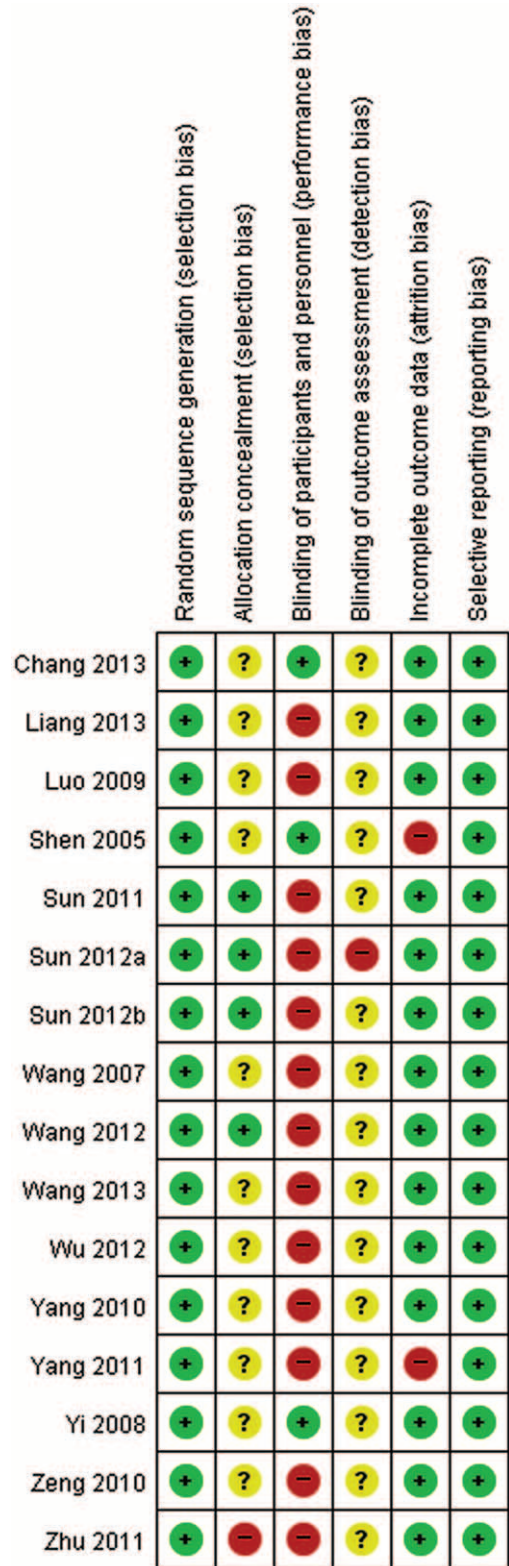 Random sequence generation (selection bias)
Allocation concealment (selection bias)
Blinding of participants and personnel (performance bias)
Blinding of outcome assessment (detection bias)
Incomplete outcome data (attrition bias)
Selective reporting (reporting bias)
Chang 2013 + ? + ? + +
Liang 2013 + ? − ? + +
Luo 2009 + ? − ? + +
Shen 2005 + ? + ? − +
Sun 2011 + + − ? + +
Sun 2012a + + − − + +
Sun 2012b + + − ? + +
Wang 2007 + ? − ? + +
Wang 2012 + + − ? + +
Wang 2013 + ? − ? + +
Wu 2012 + ? − ? + +
Yang 2010 + ? − ? + +
Yang 2011 + ? − ? − +
Yi 2008 + ? + ? + +
Zeng 2010 + ? − ? + +
Zhu 2011 + − − ? + +